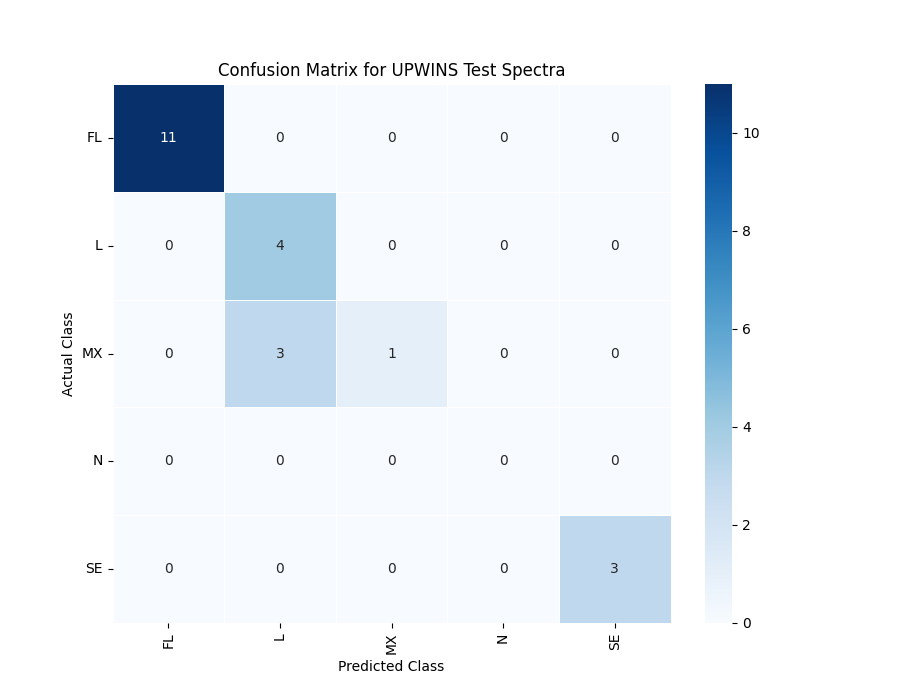 Confusion Matrix for UPWINS Test Spectra
FL 11 0 0 0 0
L 0 4 0 0 0
MX 0 3 1 0 0
N 0 0 0 0 0
SE 0 0 0 0 3
FL L MX N SE
Predicted Class
Actual Class
10
8
6
4
2
0